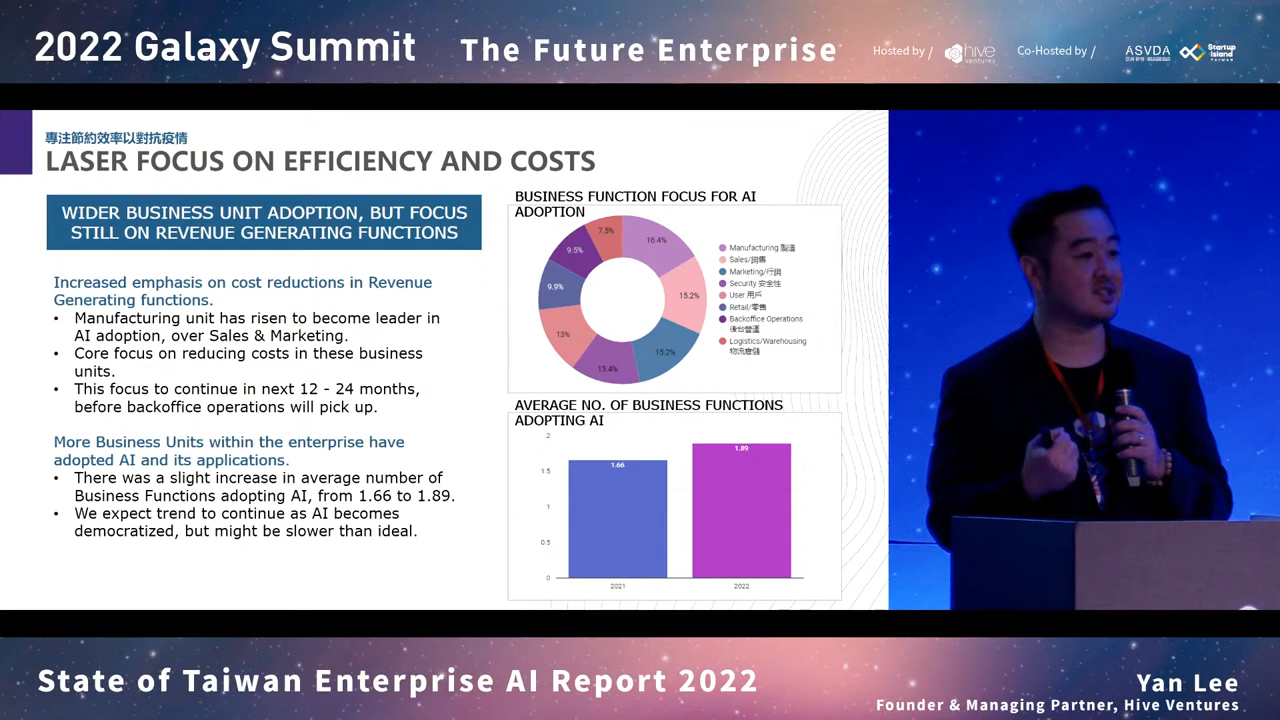 2022 Galaxy Summit
The Future Enterprise
Hosted by /
hive
ventures
Co-Hosted by /
ASVDA
Startup
Island
TAIWAN
專注節約效率以對抗疫情
LASER FOCUS ON EFFICIENCY AND COSTS
WIDER BUSINESS UNIT ADOPTION, BUT FOCUS
STILL ON REVENUE GENERATING FUNCTIONS
Increased emphasis on cost reductions in Revenue
Generating functions.
• Manufacturing unit has risen to become leader in
AI adoption, over Sales & Marketing.
• Core focus on reducing costs in these business
units.
• This focus to continue in next 12 - 24 months,
before backoffice operations will pick up.
More Business Units within the enterprise have
adopted AI and its applications.
• There was a slight increase in average number of
Business Functions adopting AI, from 1.66 to 1.89.
• We expect trend to continue as AI becomes
democratized, but might be slower than ideal.
BUSINESS FUNCTION FOCUS FOR AI
ADOPTION
7.5%
16.4%
9.5%
9.9%
15.2%
13%
15.2%
13.4%
Manufacturing 製造
Sales/銷售
Marketing/行銷
Security 安全性
User 用戶
Retail/零售
Backoffice Operations
後台營運
Logistics/Warehousing
物流倉儲
AVERAGE NO. OF BUSINESS FUNCTIONS
ADOPTING AI
2
1.5
1
0.5
0
1.66
1.89
2021
2022
State of Taiwan Enterprise AI Report 2022
Yan Lee
Founder & Managing Partner, Hive Ventures